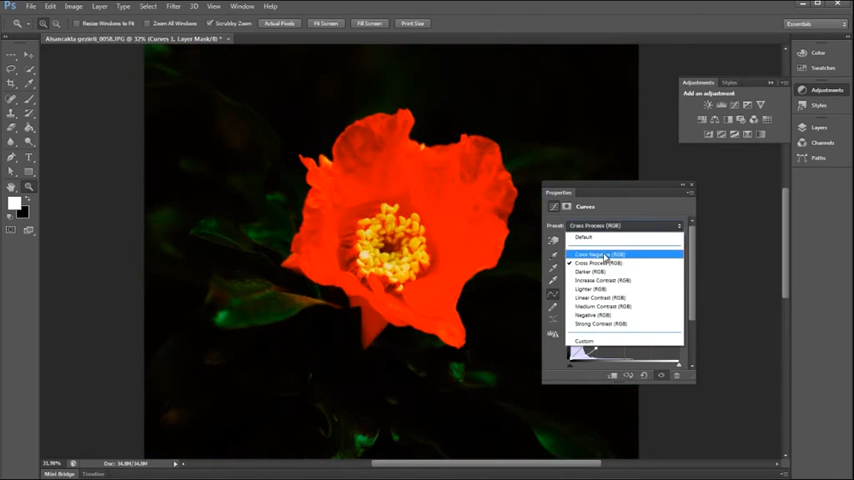 Ps File Edit Image Layer Type Select Filter 3D View Window Help
Resize Windows to Fit Zoom All Windows Scrubby Zoom Actual Pixels Fit Screen Fill Screen Print Size Essentials
Alsancakta gezinti_0058.JPG @ 32% (Curves 1, Layer Mask/8) * ×
Color
Swatches
Adjustments
Styles
Layers
Channels
Paths
Adjustments Styles
Add an adjustment
Properties
Curves
Preset: Cross Process (RGB)
Default
Color Negative (RGB)
Cross Process (RGB)
Darker (RGB)
Increase Contrast (RGB)
Lighter (RGB)
Linear Contrast (RGB)
Medium Contrast (RGB)
Negative (RGB)
Strong Contrast (RGB)
Custom
31.98% Doc: 34.8M/34.8M
Mini Bridge Timeline